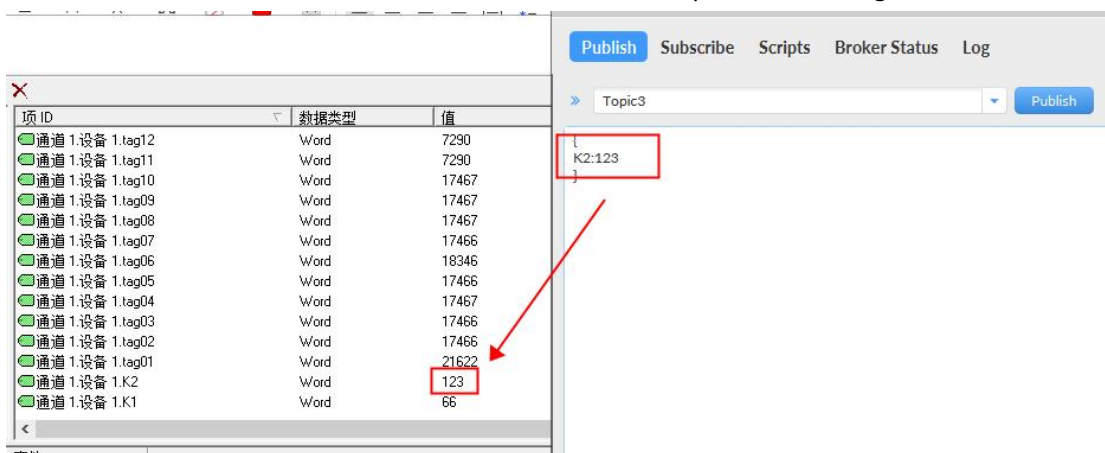 Publish Subscribe Scripts Broker Status Log
Topic3 Publish
{
K2:123
}
项 ID 数据类型 值
通道 1.设备 1.tag12 Word 7290
通道 1.设备 1.tag11 Word 7290
通道 1.设备 1.tag10 Word 17467
通道 1.设备 1.tag09 Word 17467
通道 1.设备 1.tag08 Word 17467
通道 1.设备 1.tag07 Word 17466
通道 1.设备 1.tag06 Word 18346
通道 1.设备 1.tag05 Word 17466
通道 1.设备 1.tag04 Word 17467
通道 1.设备 1.tag03 Word 17466
通道 1.设备 1.tag02 Word 17466
通道 1.设备 1.tag01 Word 21622
通道 1.设备 1.K2 Word 123
通道 1.设备 1.K1 Word 66